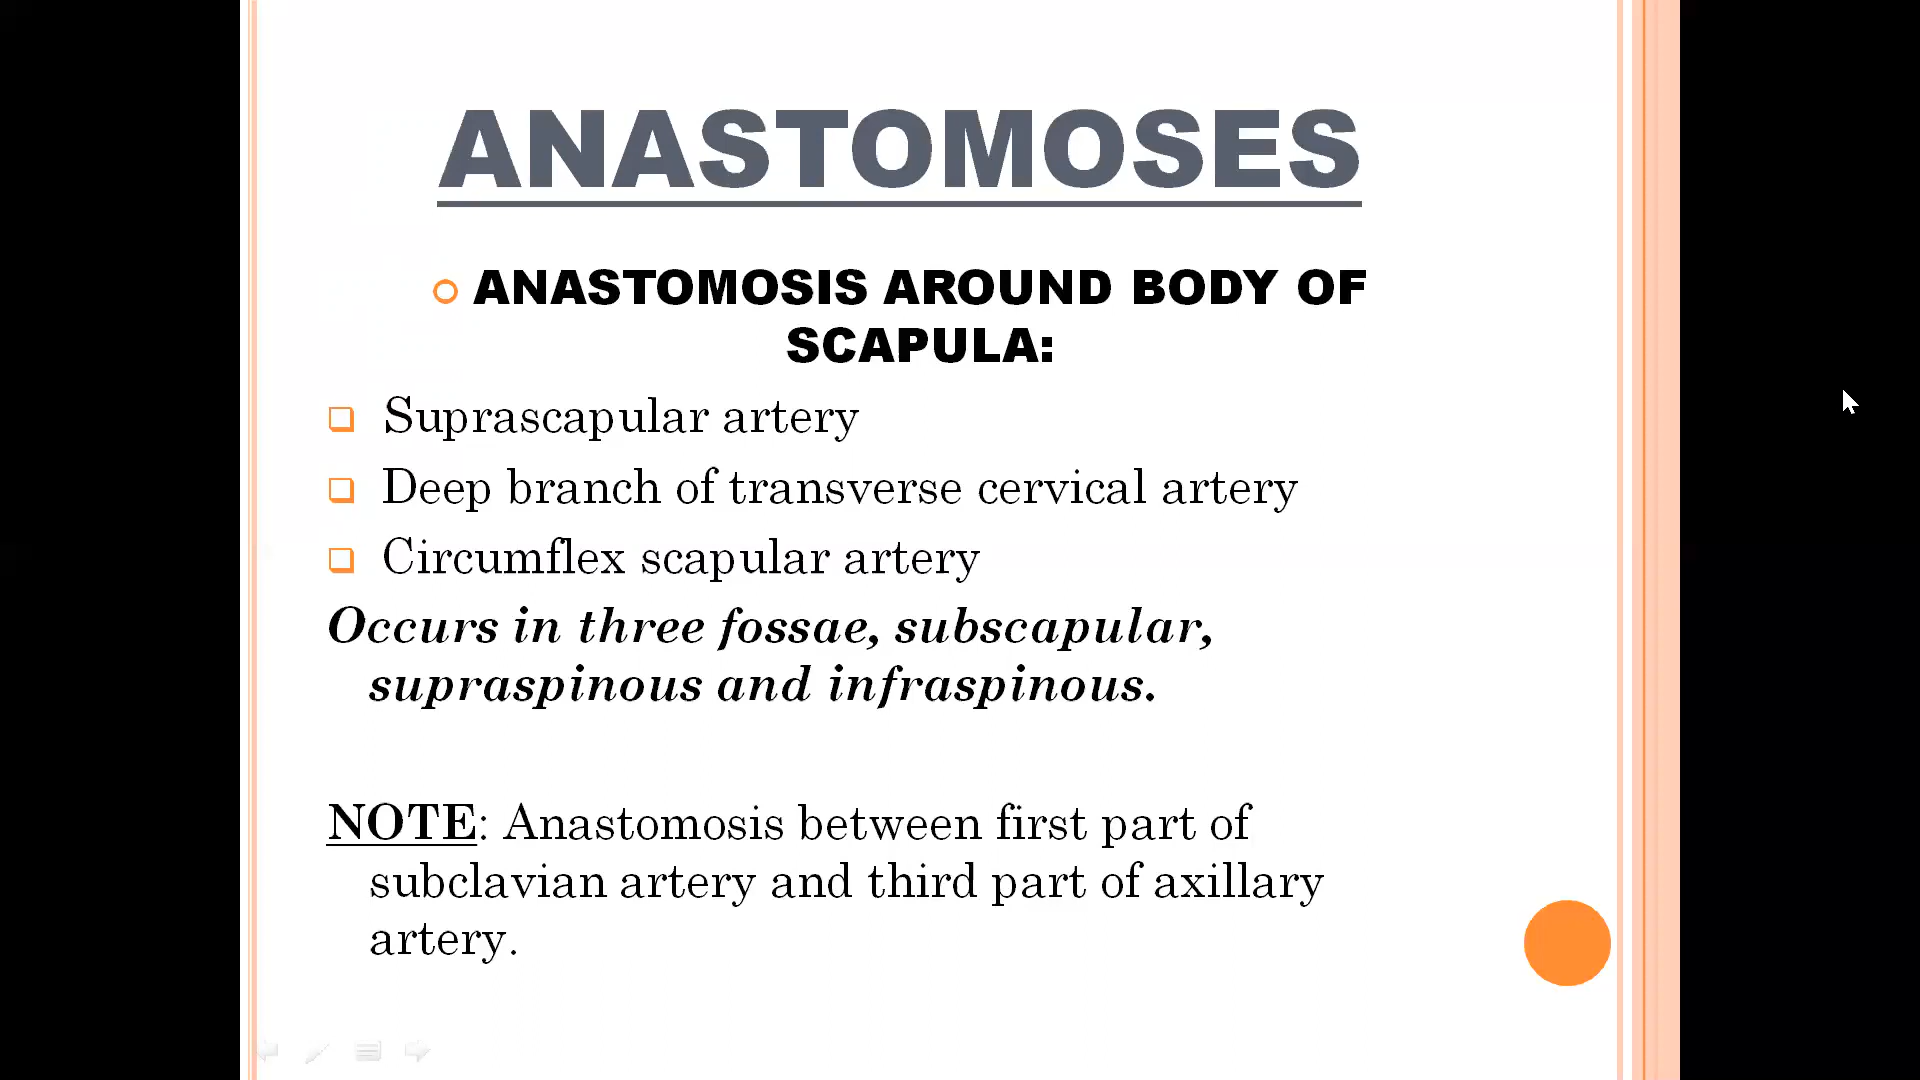 ANASTOMOSES
ANASTOMOSIS AROUND BODY OF
SCAPULA:
Suprascapular artery
Deep branch of transverse cervical artery
Circumflex scapular artery
Occurs in three fossae, subscapular,
supraspinous and infraspinous.
NOTE: Anastomosis between first part of
subclavian artery and third part of axillary
artery.